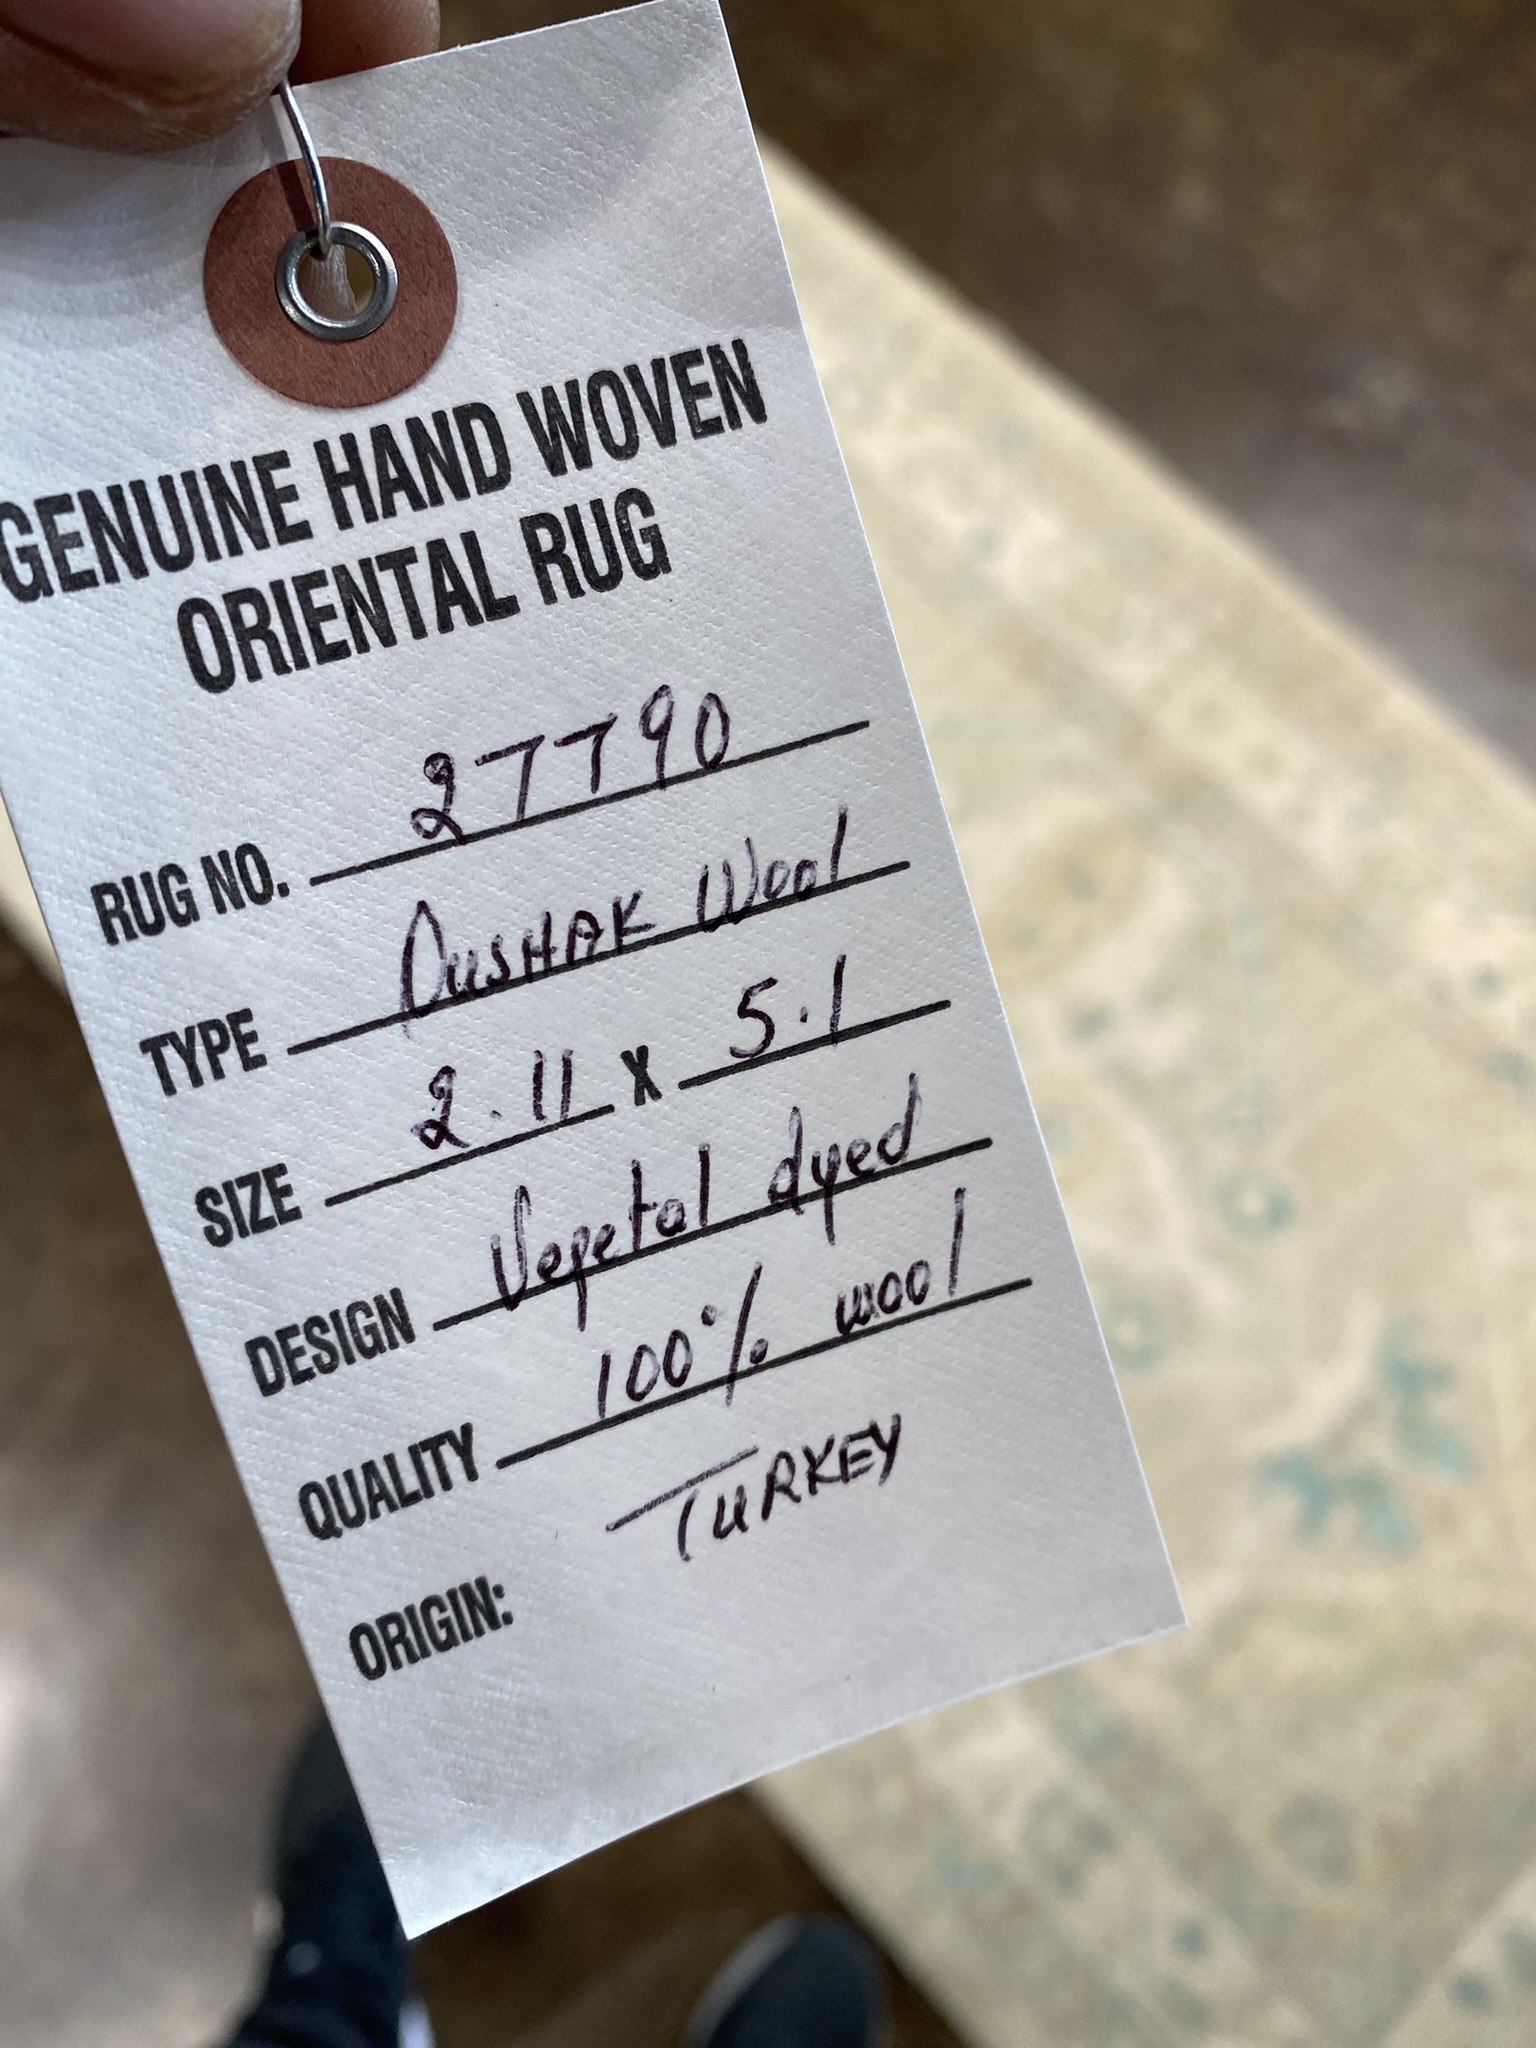 GENUINE HAND WOVEN
ORIENTAL RUG
RUG NO. 27790
TYPE OUSHAK Wool
SIZE 2.11 X 5.1
DESIGN Vegetal dyed
QUALITY 100% wool
ORIGIN: TURKEY